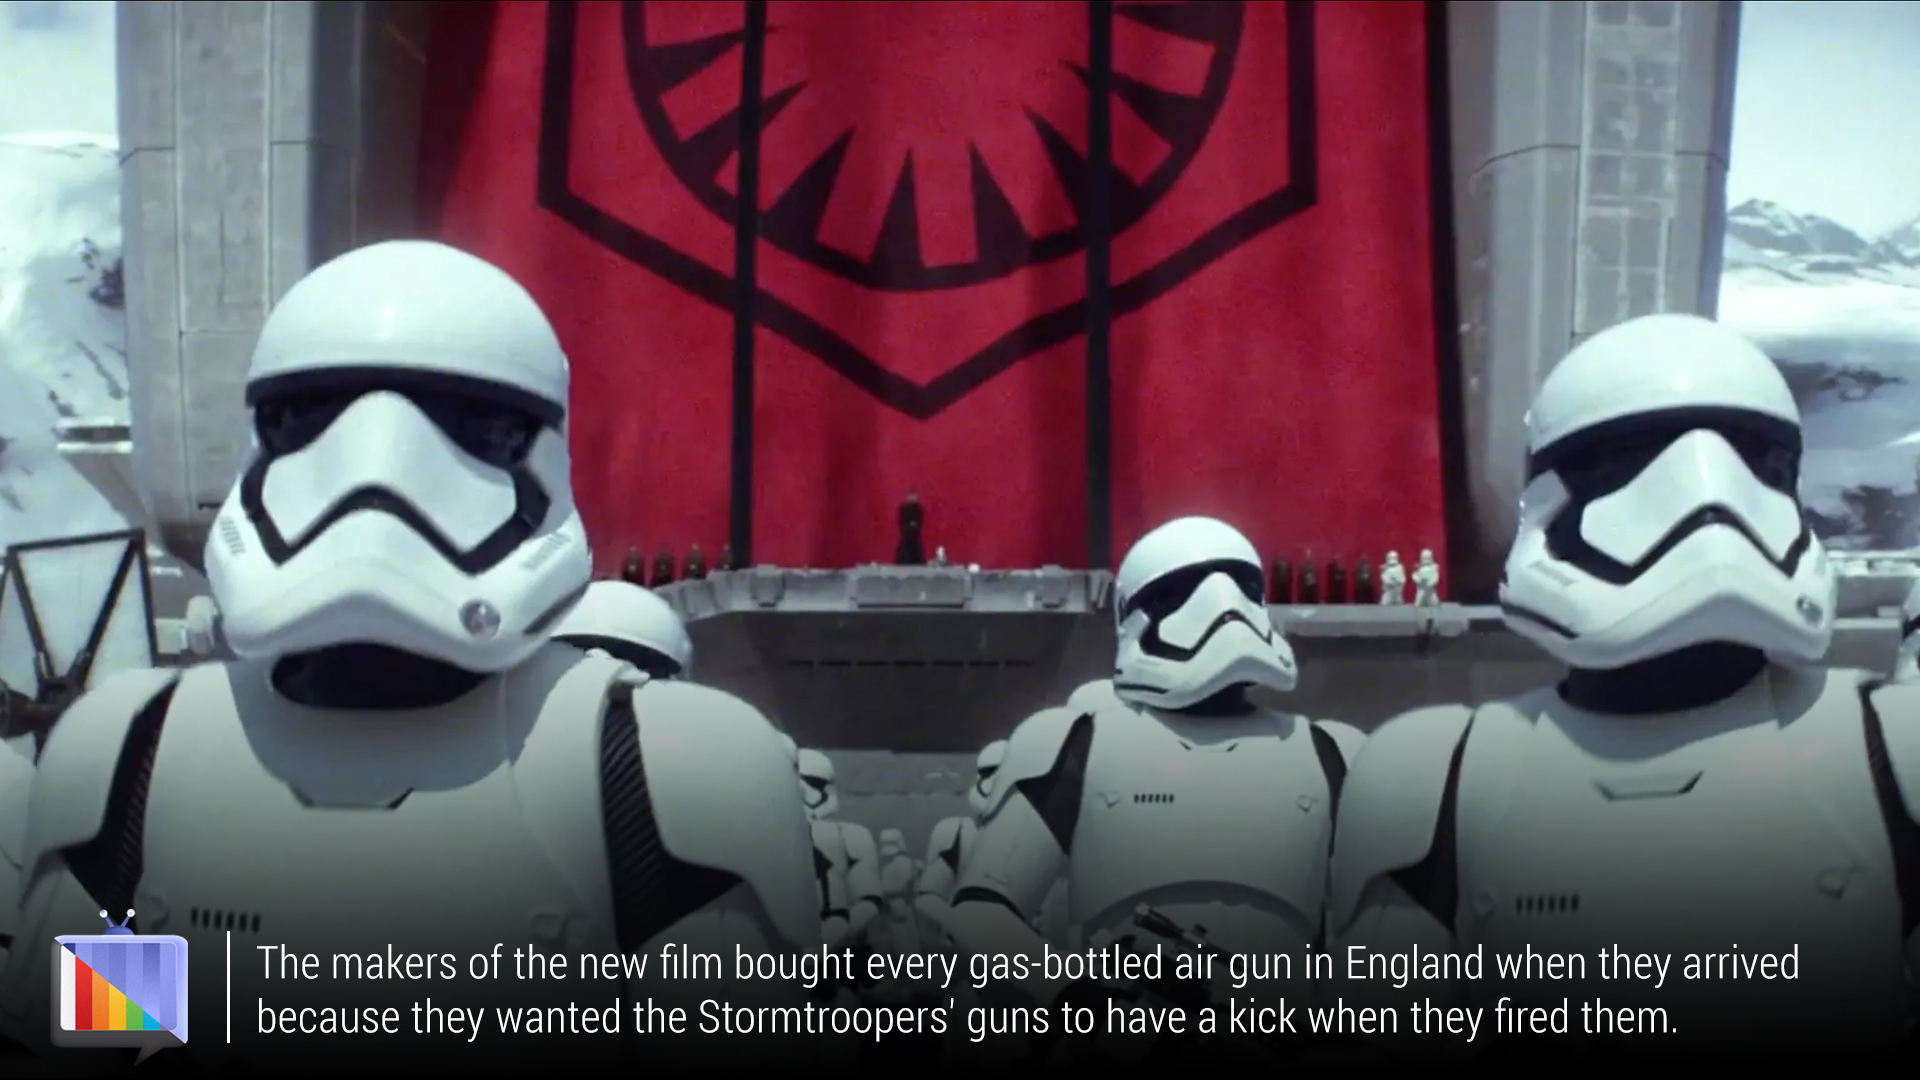 The makers of the new film bought every gas-bottled air gun in England when they arrived
because they wanted the Stormtroopers' guns to have a kick when they fired them.